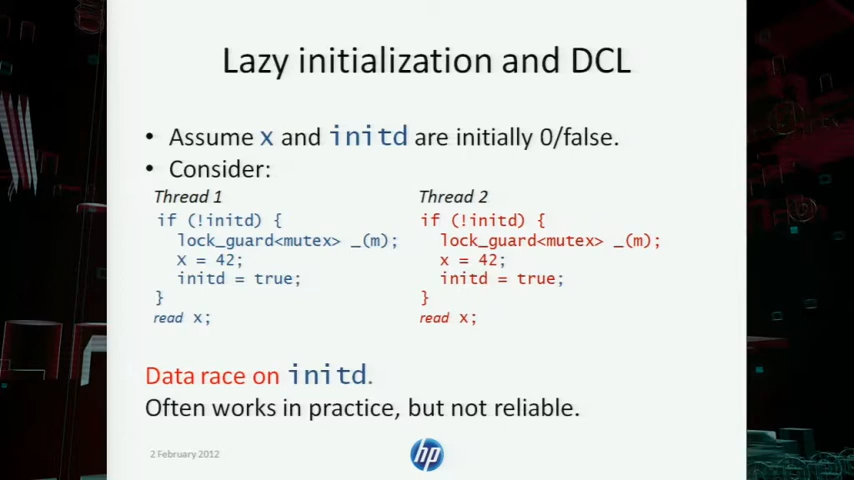 Lazy initialization and DCL
• Assume x and initd are initially 0/false.
• Consider:
Thread 1
if (!initd) {
lock_guard<mutex> _(m);
x = 42;
initd = true;
}
read x;
Thread 2
if (!initd) {
lock_guard<mutex> _(m);
x = 42;
initd = true;
}
read x;
Data race on initd.
Often works in practice, but not reliable.
2 February 2012
hp